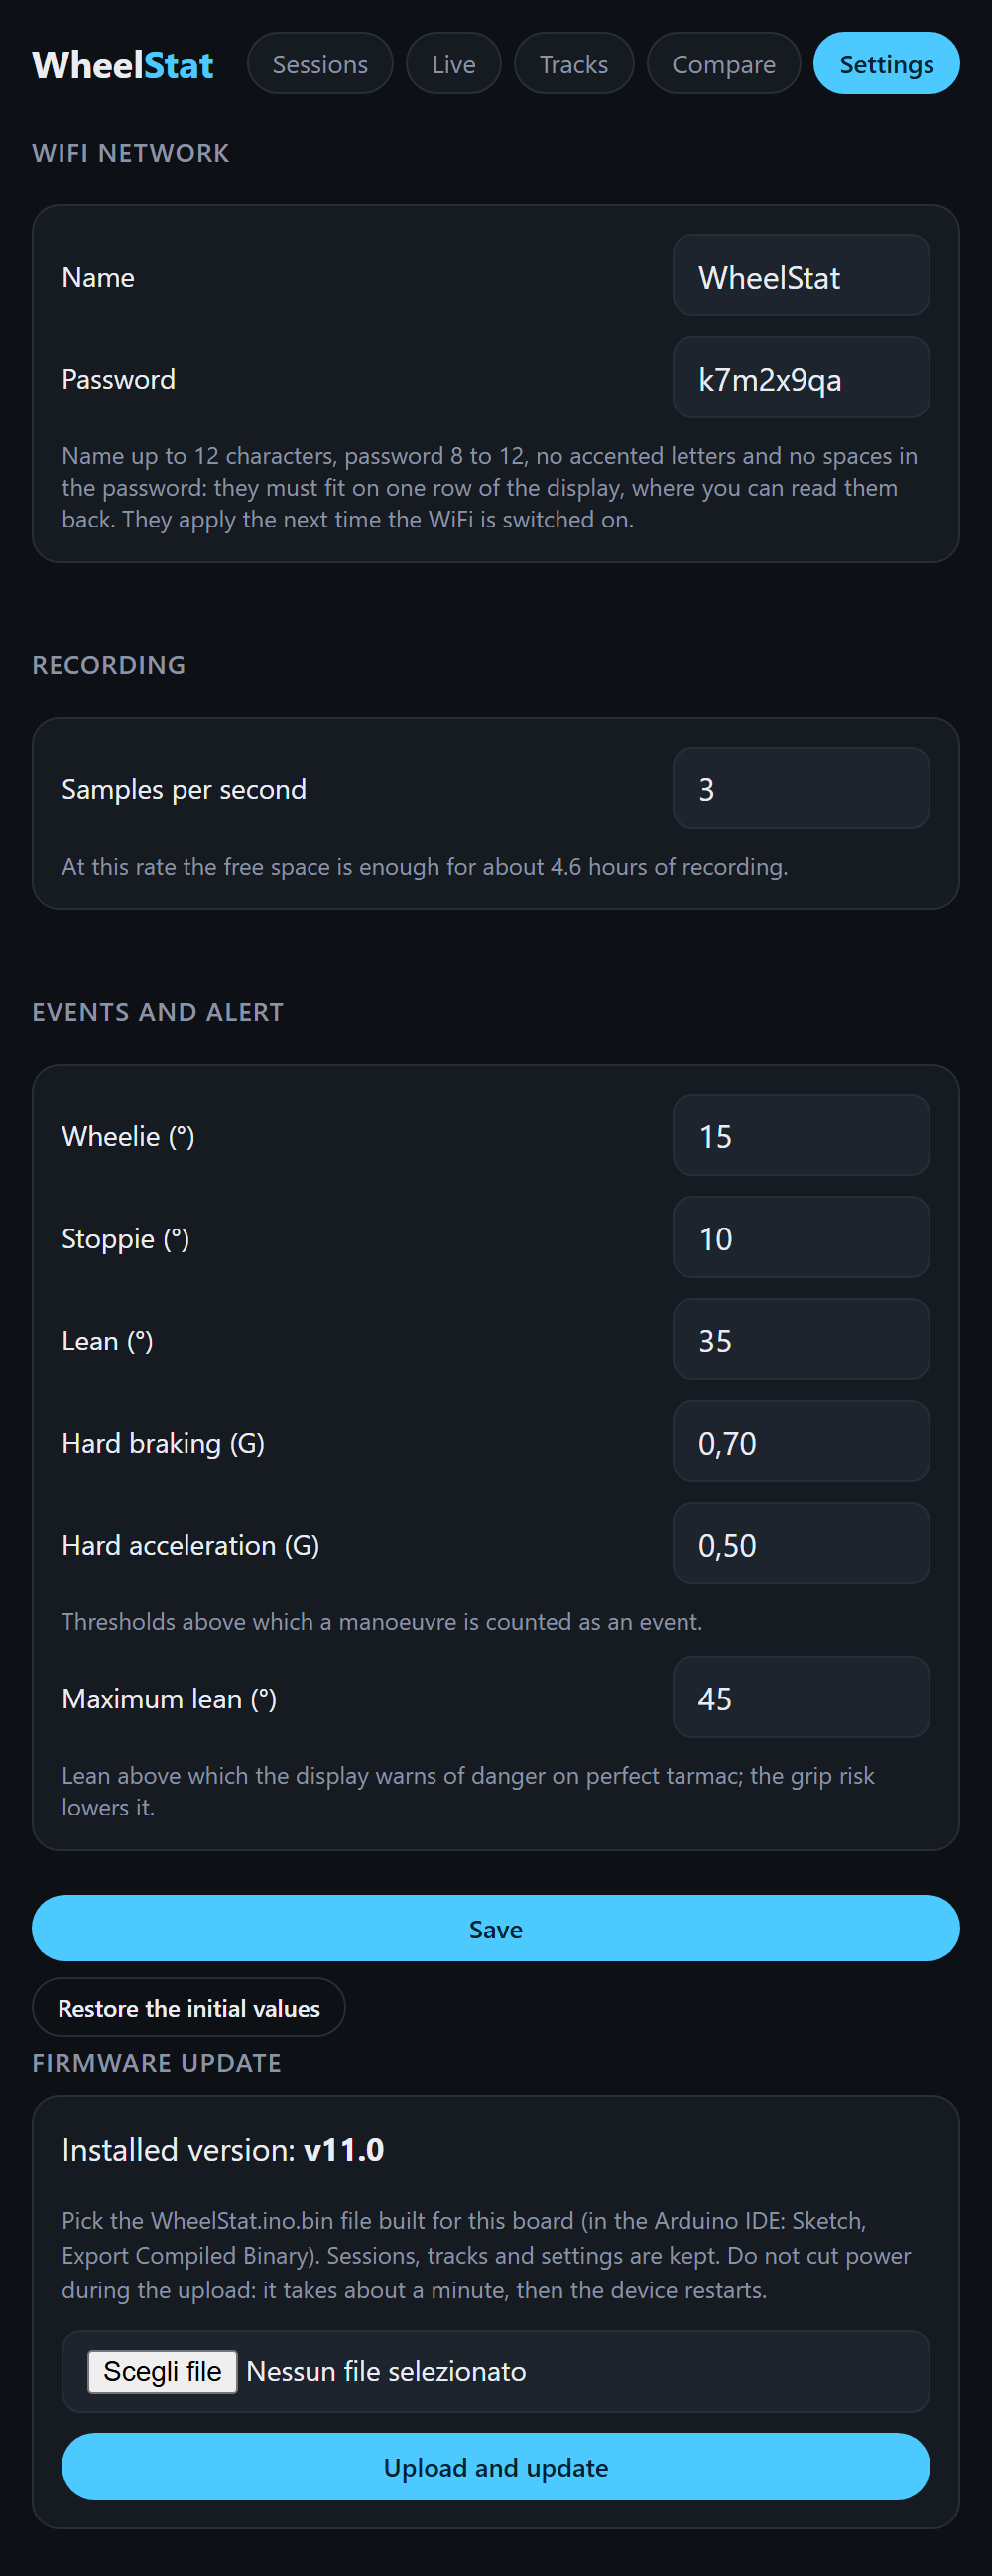 WheelStat
Sessions
Live
Tracks
Compare
Settings
WIFI NETWORK
Name
WheelStat
Password
k7m2x9qa
Name up to 12 characters, password 8 to 12, no accented letters and no spaces in
the password: they must fit on one row of the display, where you can read them
back. They apply the next time the WiFi is switched on.
RECORDING
Samples per second
3
At this rate the free space is enough for about 4.6 hours of recording.
EVENTS AND ALERT
Wheelie (°)
15
Stoppie (°)
10
Lean (°)
35
Hard braking (G)
0,70
Hard acceleration (G)
0,50
Thresholds above which a manoeuvre is counted as an event.
Maximum lean (°)
45
Lean above which the display warns of danger on perfect tarmac; the grip risk
lowers it.
Save
Restore the initial values
FIRMWARE UPDATE
Installed version: v11.0
Pick the WheelStat.ino.bin file built for this board (in the Arduino IDE: Sketch,
Export Compiled Binary). Sessions, tracks and settings are kept. Do not cut power
during the upload: it takes about a minute, then the device restarts.
Scegli file Nessun file selezionato
Upload and update